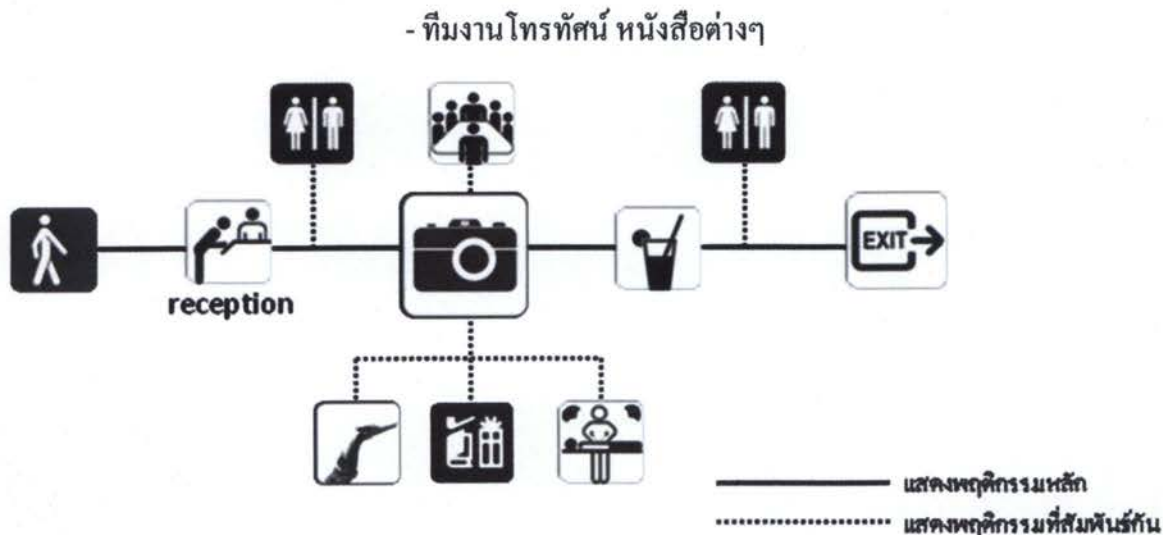 - ทีมงานโทรทัศน์ หนังสือต่างๆ
EXIT
reception
แสดงพฤติกรรมหลัก
แสดงพฤติกรรมที่สัมพันธ์กัน